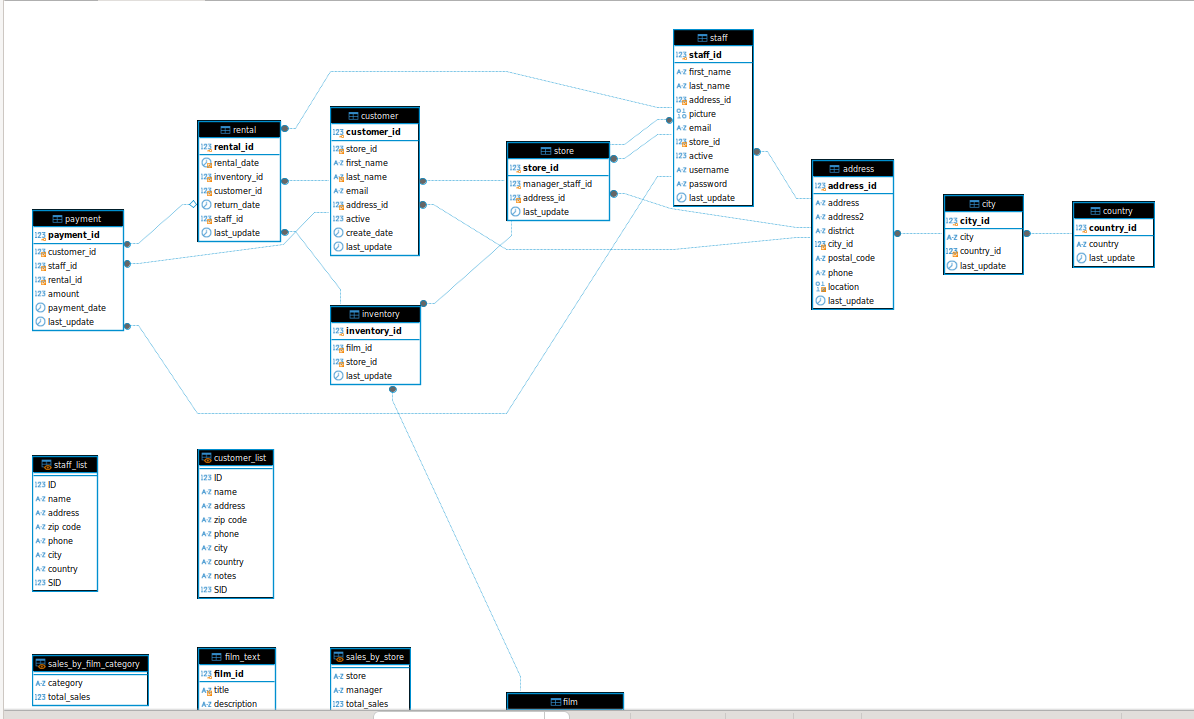 staff
staff_id
first_name
last_name
address_id
picture
email
store_id
active
username
password
last_update
rental
rental_id
rental_date
inventory_id
customer_id
return_date
staff_id
last_update
customer
customer_id
store_id
first_name
last_name
email
address_id
active
create_date
last_update
store
store_id
manager_staff_id
address_id
last_update
address
address_id
address
address2
district
city_id
postal_code
phone
location
last_update
city
city_id
city
country_id
last_update
country
country_id
country
last_update
payment
payment_id
customer_id
staff_id
rental_id
amount
payment_date
last_update
inventory
inventory_id
film_id
store_id
last_update
staff_list
ID
name
address
zip code
phone
city
country
SID
customer_list
ID
name
address
zip code
phone
city
country
notes
SID
sales_by_film_category
category
total_sales
film_text
film_id
title
description
sales_by_store
store
manager
total_sales
film